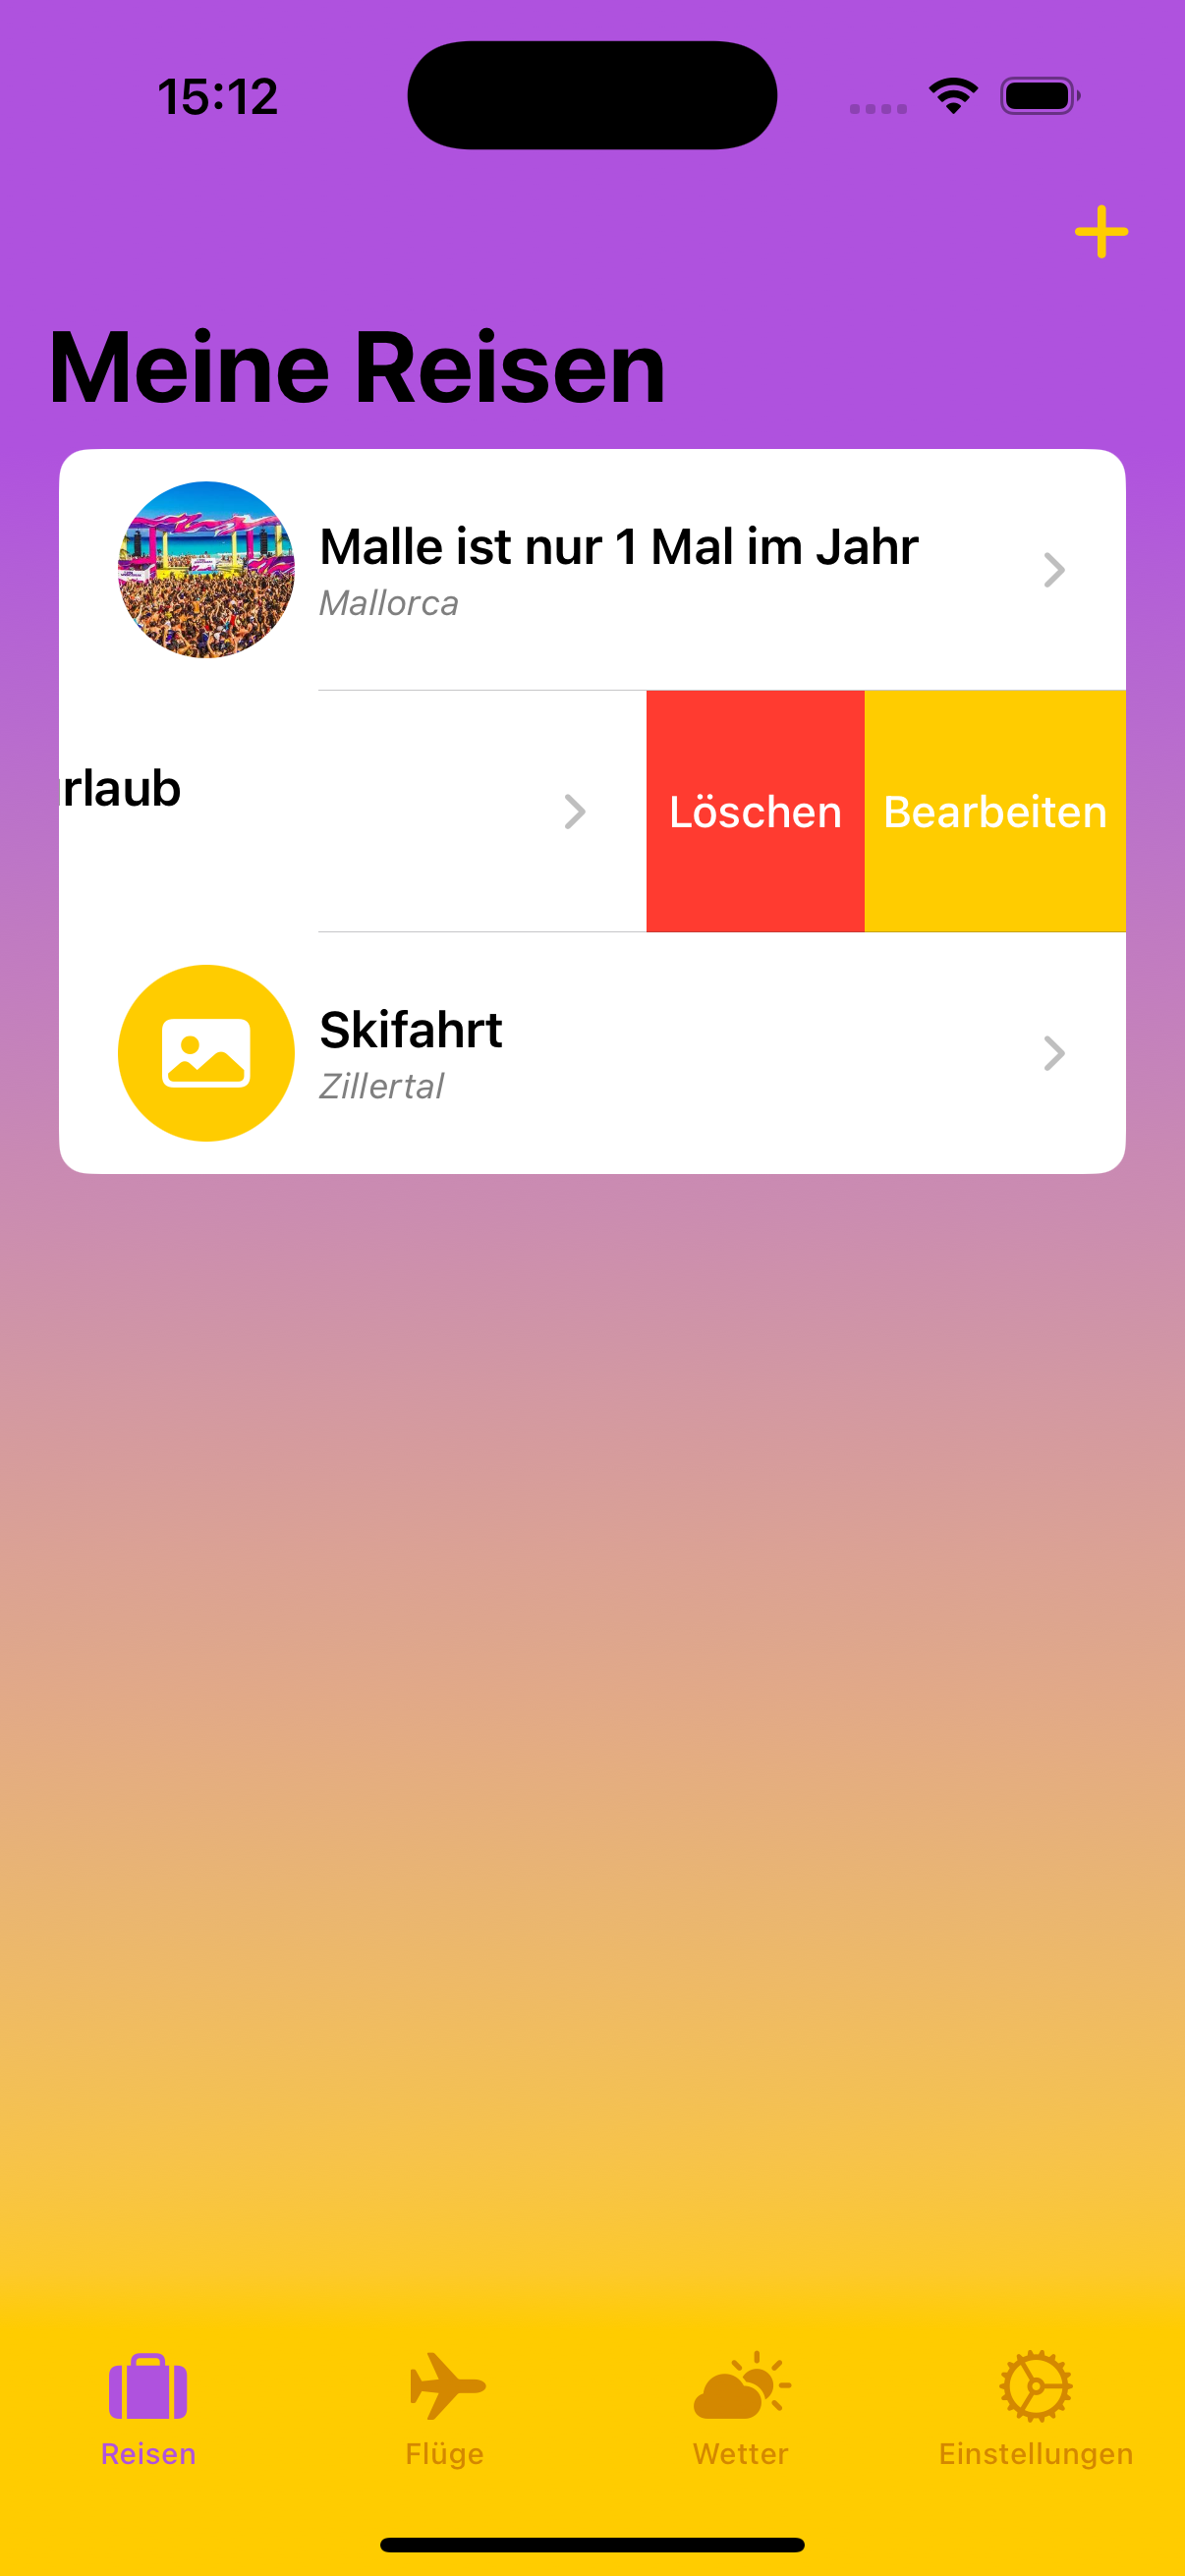 15:12
Meine Reisen
Malle ist nur 1 Mal im Jahr
Mallorca
rlaub
Löschen
Bearbeiten
Skifahrt
Zillertal
Reisen
Flüge
Wetter
Einstellungen